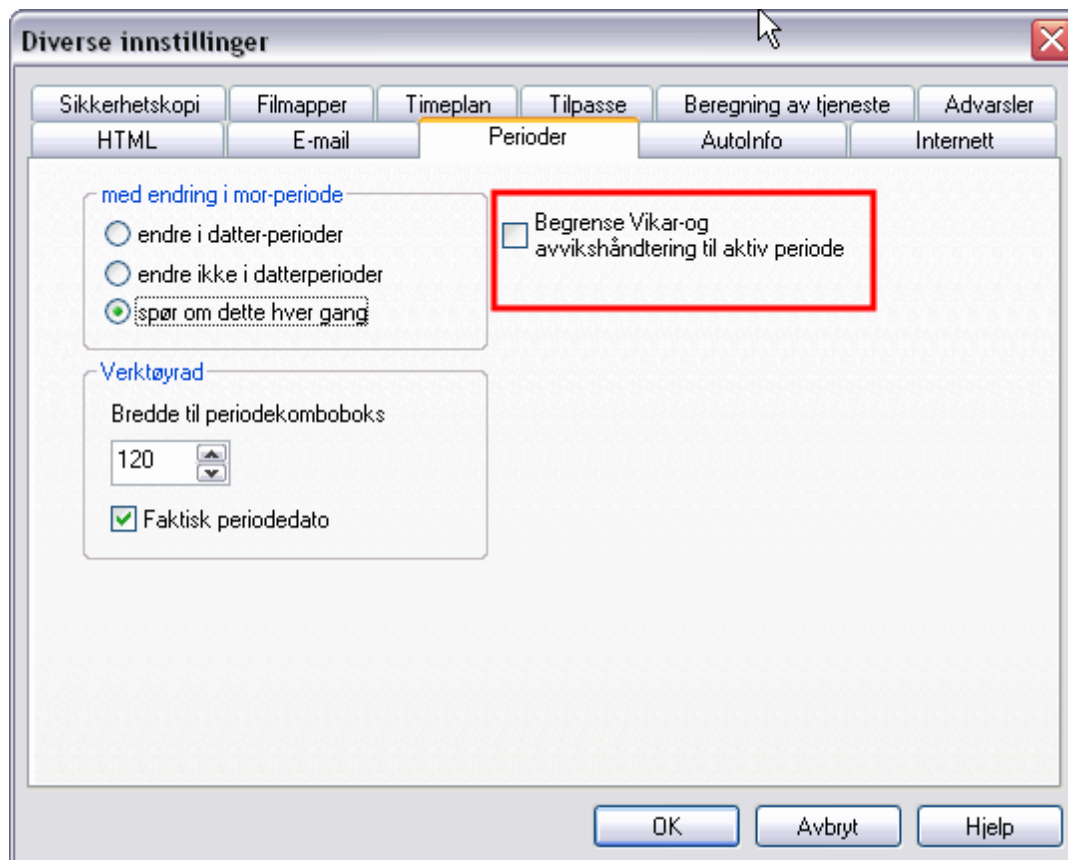 Diverse innstillinger
Sikkerhetskopi
Filmapper
Timeplan
Tilpasse
Beregning av tjeneste
Advarsler
HTML
E-mail
Perioder
AutoInfo
Internett
med endring i mor-periode
endre i datter-perioder
endre ikke i datterperioder
spør om dette hver gang
Begrense Vikar-og
avvikshåndtering til aktiv periode
Verktøyrad
Bredde til periodekomboboks
120
Faktisk periodedato
OK
Avbryt
Hjelp